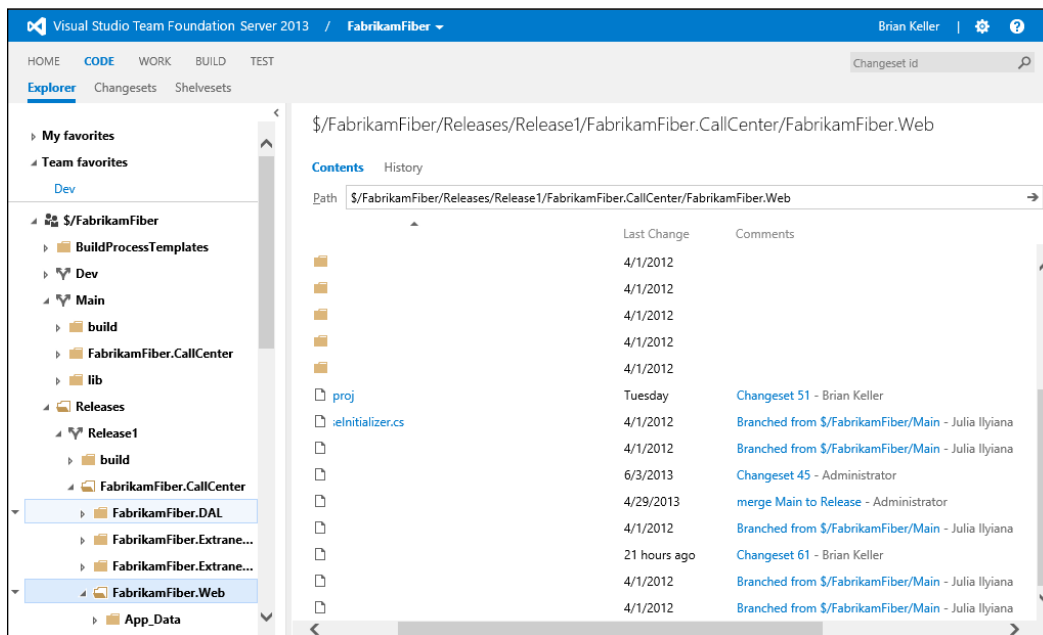 Visual Studio Team Foundation Server 2013 / FabrikamFiber Brian Keller |
HOME CODE WORK BUILD TEST Changeset id
Explorer Changesets Shelvesets
My favorites
Team favorites
Dev
$/FabrikamFiber
BuildProcessTemplates
Dev
Main
build
FabrikamFiber.CallCenter
lib
Releases
Release1
build
FabrikamFiber.CallCenter
FabrikamFiber.DAL
FabrikamFiber.Extrane...
FabrikamFiber.Extrane...
FabrikamFiber.Web
App_Data
$/FabrikamFiber/Releases/Release1/FabrikamFiber.CallCenter/FabrikamFiber.Web
Contents History
Path $/FabrikamFiber/Releases/Release1/FabrikamFiber.CallCenter/FabrikamFiber.Web
Last Change Comments
4/1/2012
4/1/2012
4/1/2012
4/1/2012
4/1/2012
proj Tuesday Changeset 51 - Brian Keller
seInitializer.cs 4/1/2012 Branched from $/FabrikamFiber/Main - Julia Ilyiana
4/1/2012 Branched from $/FabrikamFiber/Main - Julia Ilyiana
6/3/2013 Changeset 45 - Administrator
4/29/2013 merge Main to Release - Administrator
4/1/2012 Branched from $/FabrikamFiber/Main - Julia Ilyiana
21 hours ago Changeset 61 - Brian Keller
4/1/2012 Branched from $/FabrikamFiber/Main - Julia Ilyiana
4/1/2012 Branched from $/FabrikamFiber/Main - Julia Ilyiana